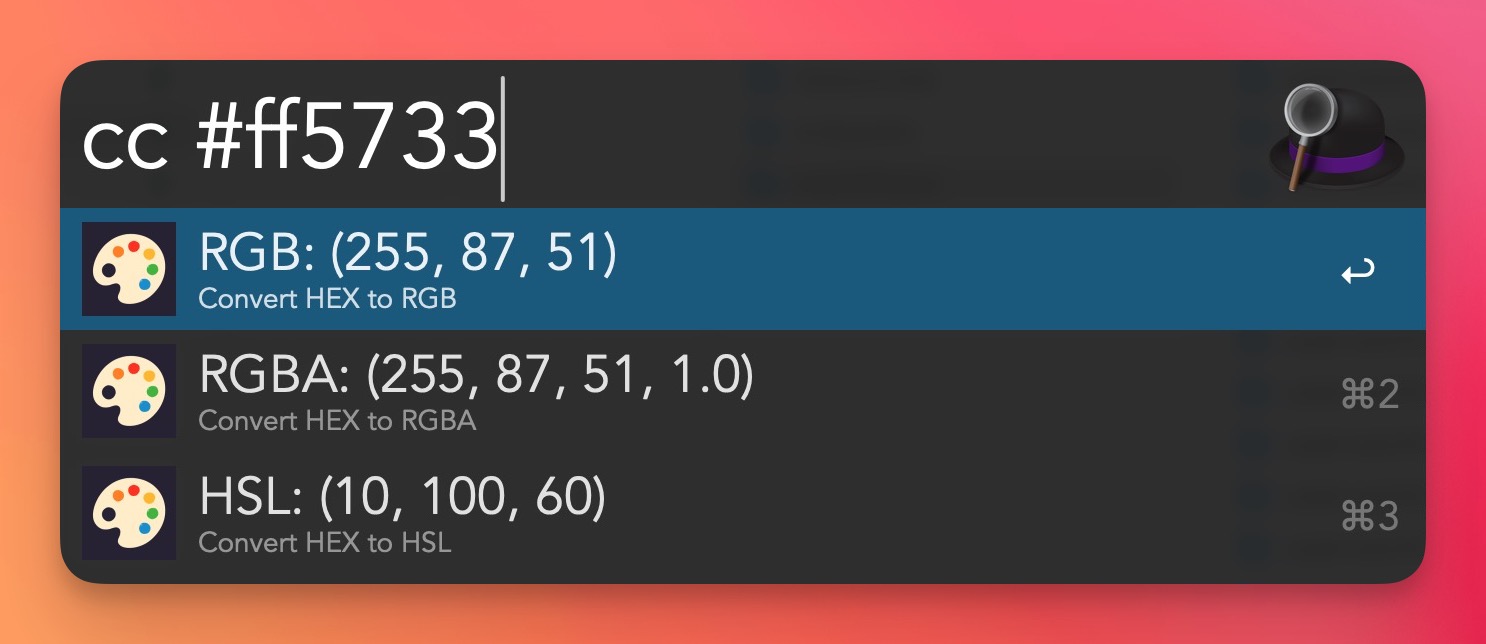 cc #ff5733
RGB: (255, 87, 51)
Convert HEX to RGB
RGBA: (255, 87, 51, 1.0)
Convert HEX to RGBA
⌘2
HSL: (10, 100, 60)
Convert HEX to HSL
⌘3